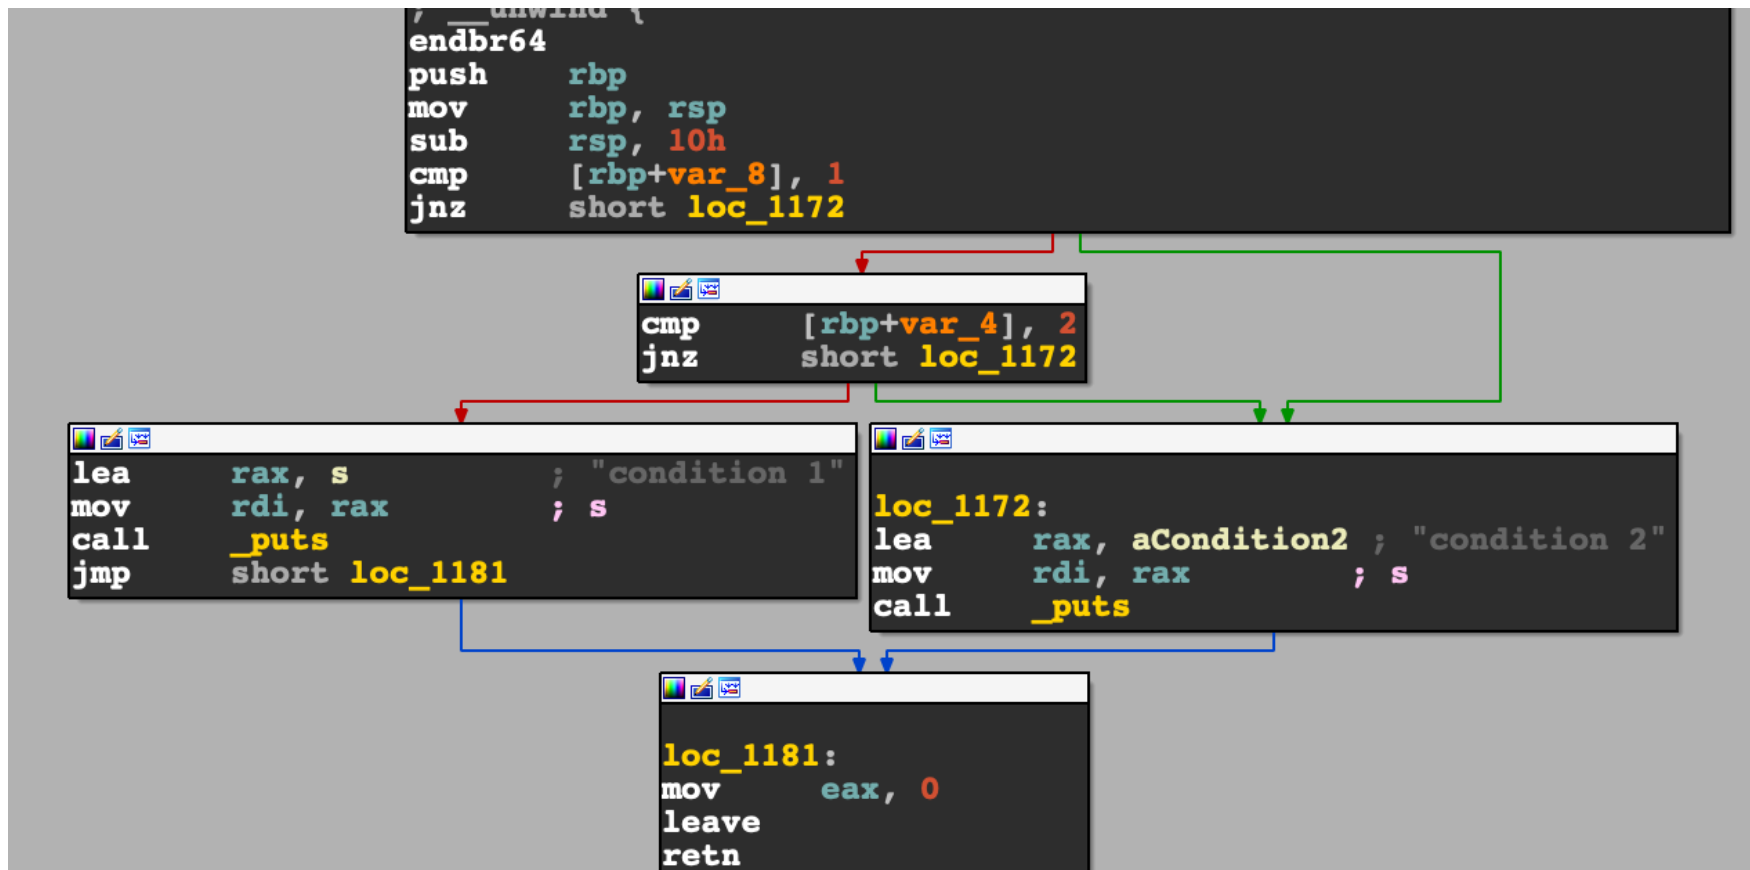 ; __unwind {
endbr64
push rbp
mov rbp, rsp
sub rsp, 10h
cmp [rbp+var_8], 1
jnz short loc_1172
cmp [rbp+var_4], 2
jnz short loc_1172
lea rax, s ; "condition 1"
mov rdi, rax ; s
call _puts
jmp short loc_1181
loc_1172:
lea rax, aCondition2 ; "condition 2"
mov rdi, rax ; s
call _puts
loc_1181:
mov eax, 0
leave
retn